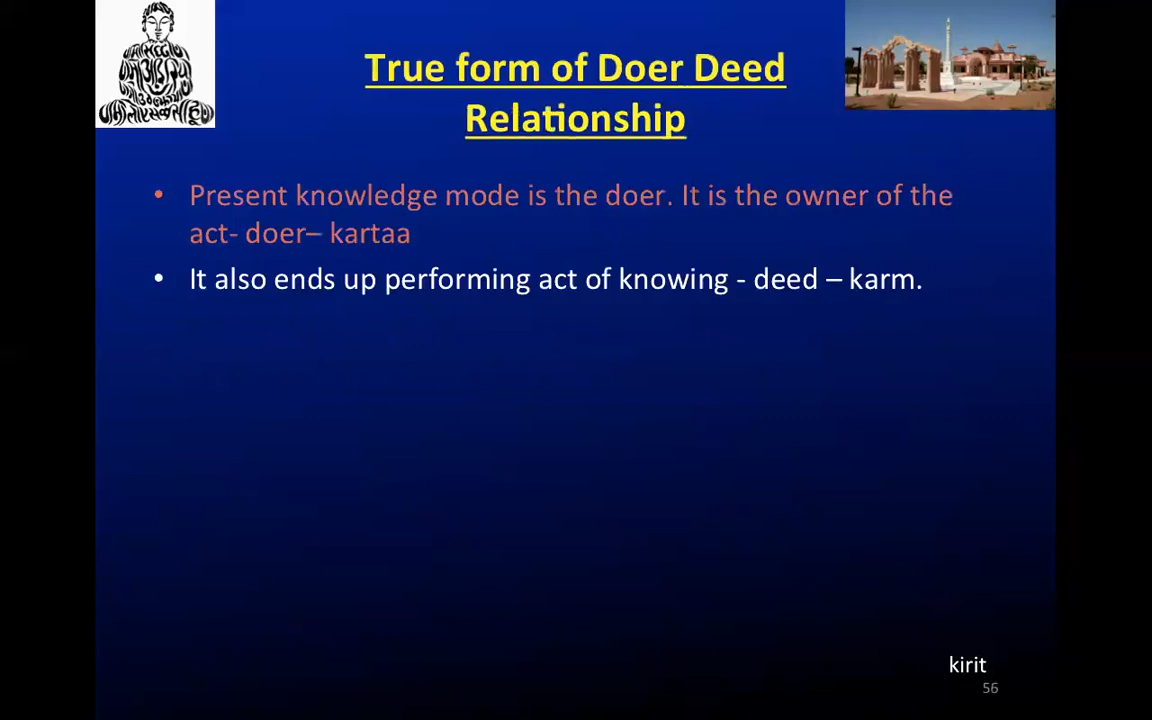 True form of Doer Deed
Relationship
• Present knowledge mode is the doer. It is the owner of the
act- doer– kartaa
• It also ends up performing act of knowing - deed – karm.
kirit
56